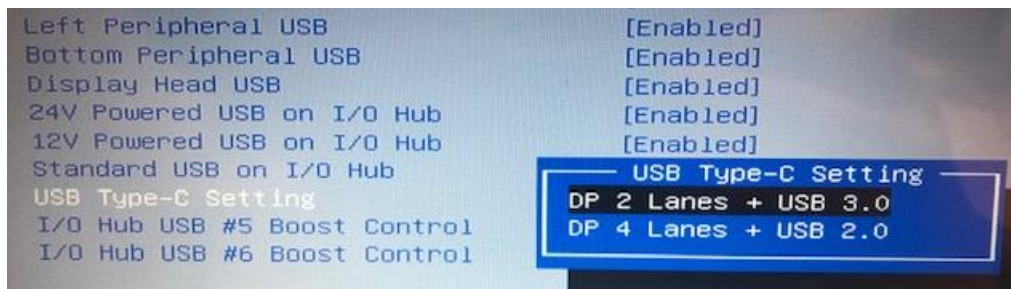 Left Peripheral USB [Enabled]
Bottom Peripheral USB [Enabled]
Display Head USB [Enabled]
24V Powered USB on I/O Hub [Enabled]
12V Powered USB on I/O Hub [Enabled]
Standard USB on I/O Hub
USB Type-C Setting
I/O Hub USB #5 Boost Control
I/O Hub USB #6 Boost Control
USB Type-C Setting
DP 2 Lanes + USB 3.0
DP 4 Lanes + USB 2.0